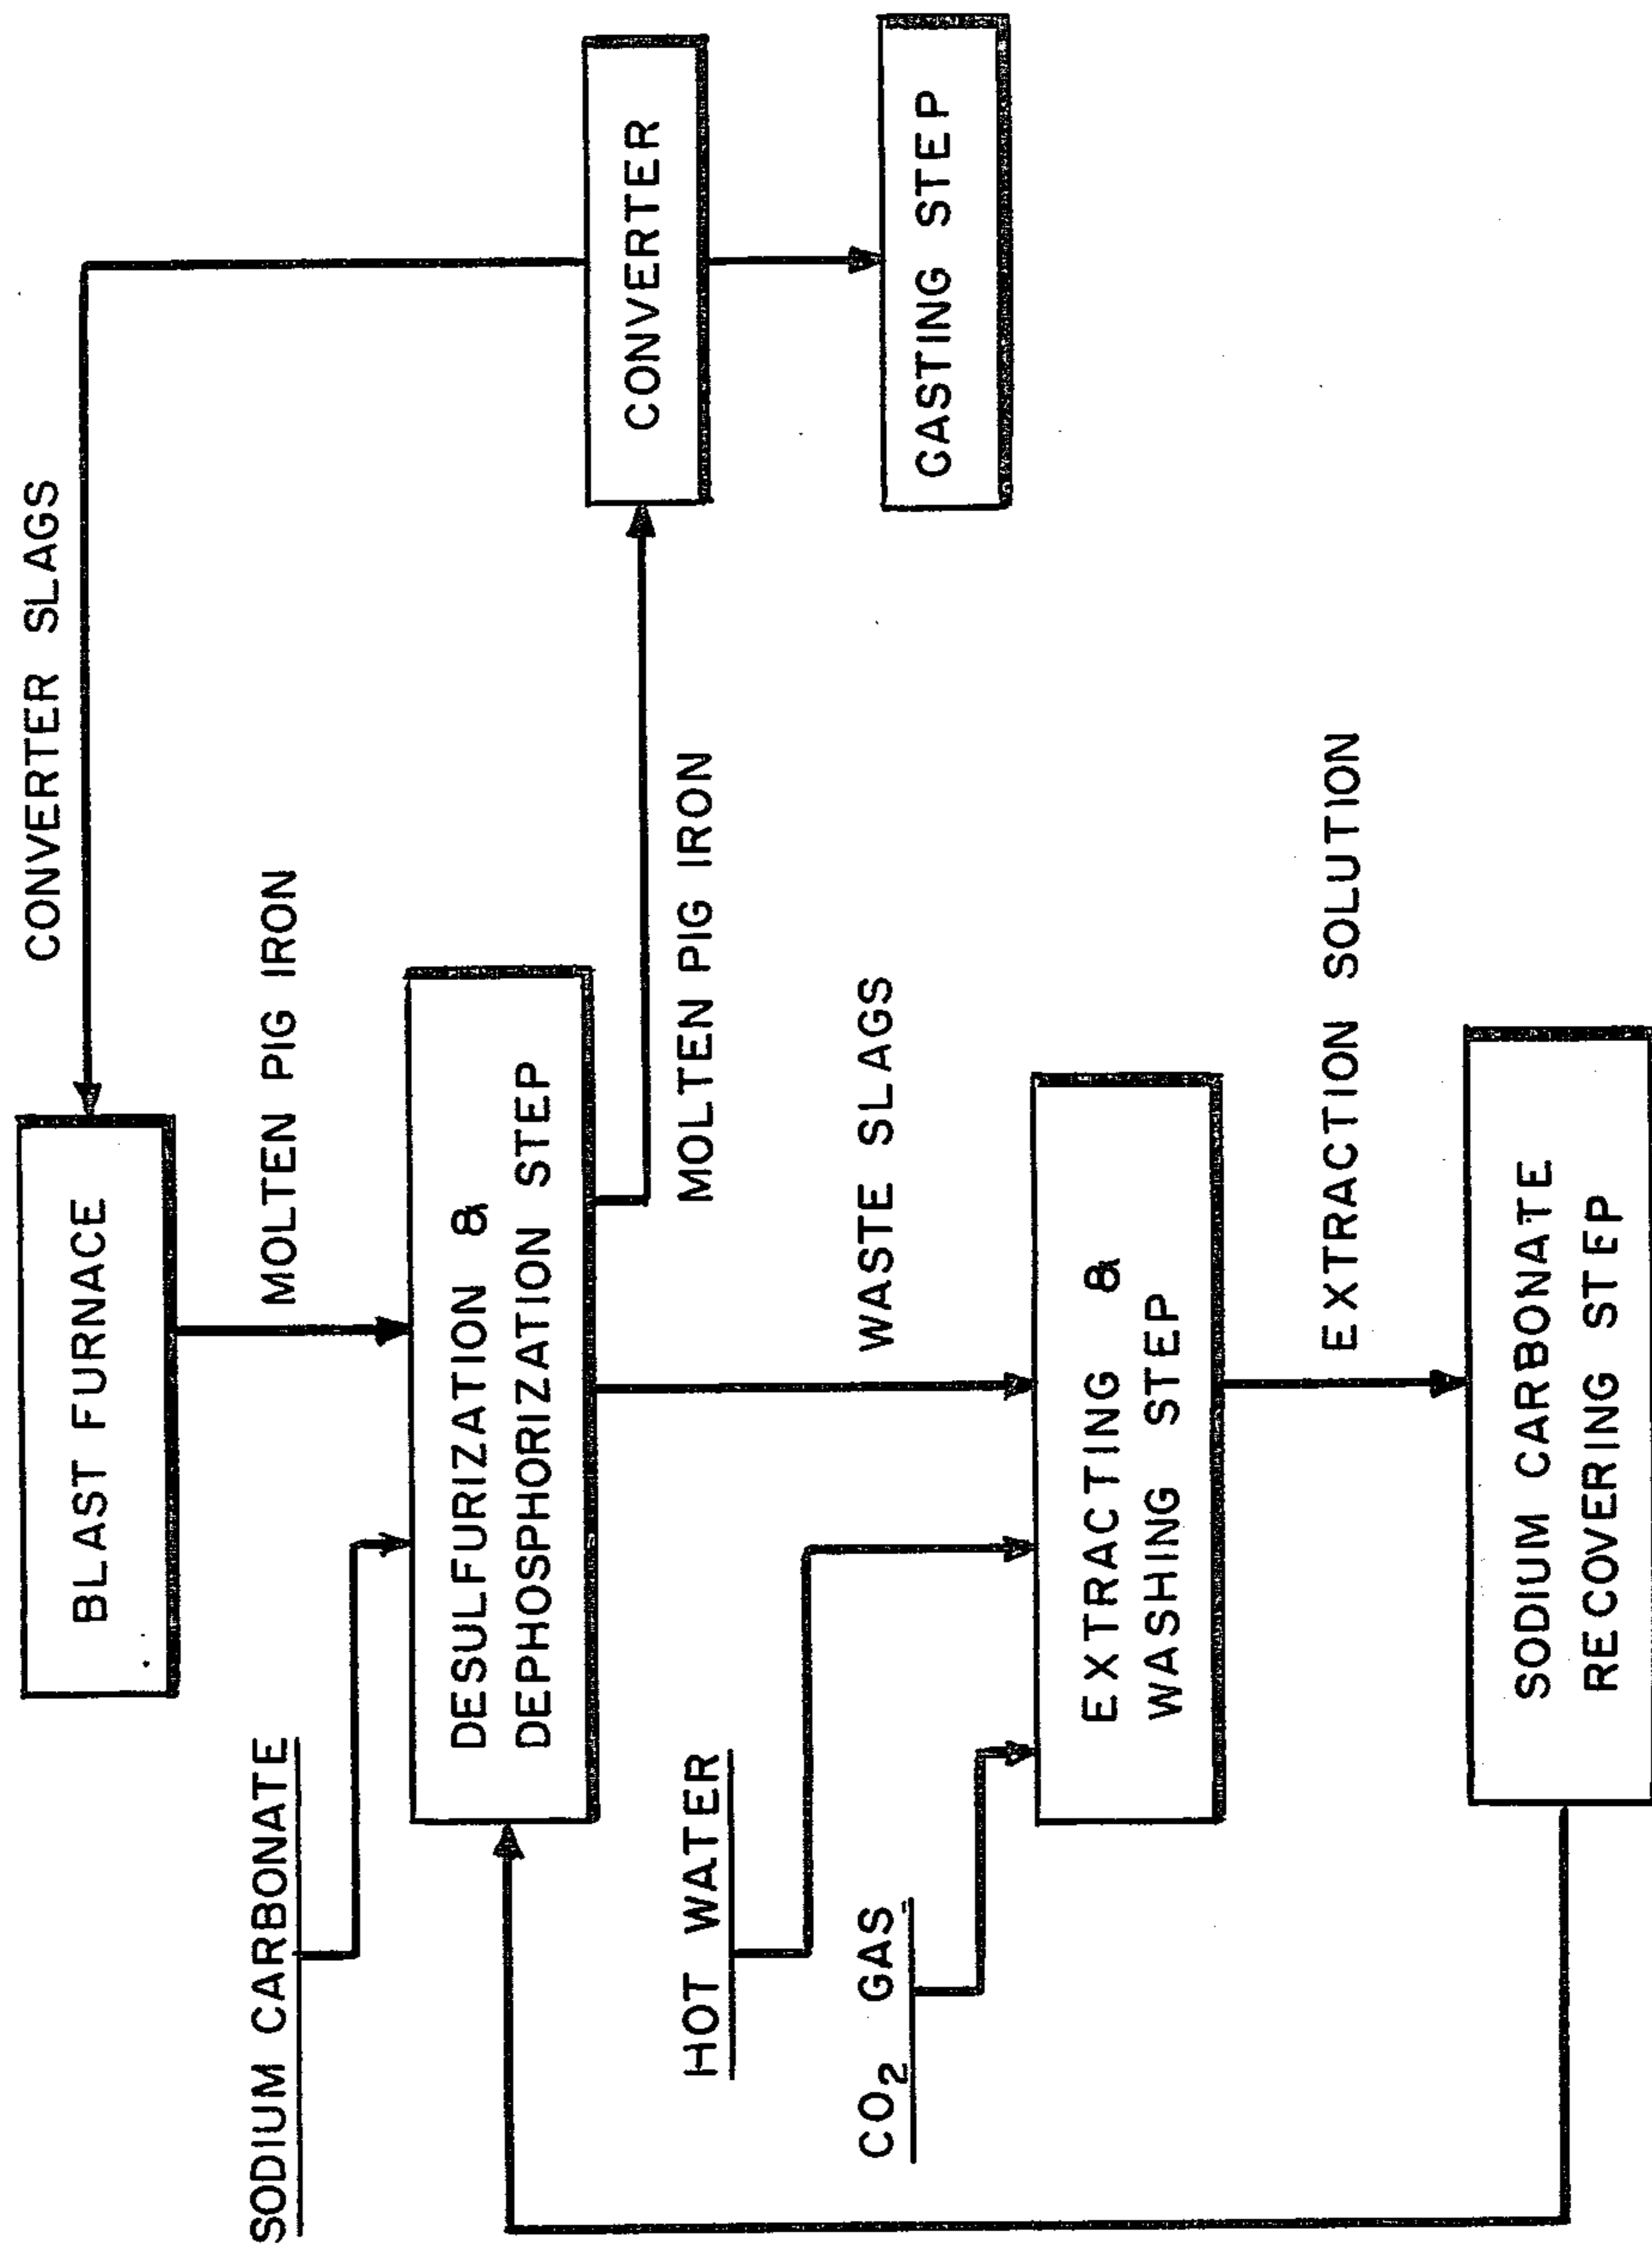 CONVERTER SLAGS
BLAST FURNACE
SODIUM CARBONATE
MOLTEN PIG IRON
DESULFURIZATION &
DEPHOSPHORIZATION STEP
CONVERTER
MOLTEN PIG IRON
HOT WATER
CO₂ GAS
WASTE SLAGS
GASTING STEP
EXTRACTING &
WASHING STEP
EXTRACTION SOLUTION
SODIUM CARBONATE
RECOVERING STEP